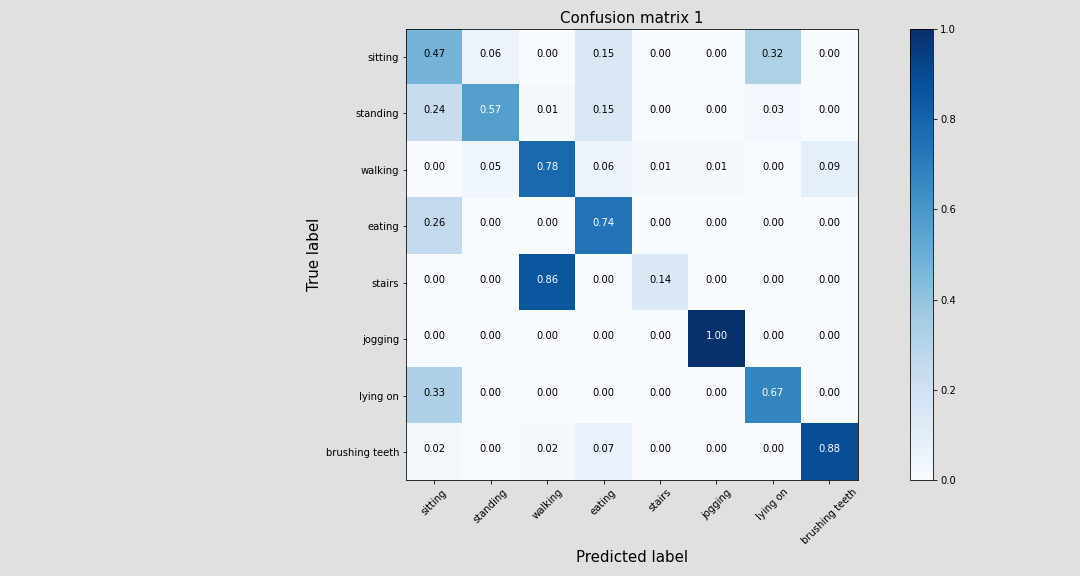 Confusion matrix 1
sitting 0.47 0.06 0.00 0.15 0.00 0.00 0.32 0.00
standing 0.24 0.57 0.01 0.15 0.00 0.00 0.03 0.00
walking 0.00 0.05 0.78 0.06 0.01 0.01 0.00 0.09
eating 0.26 0.00 0.00 0.74 0.00 0.00 0.00 0.00
stairs 0.00 0.00 0.86 0.00 0.14 0.00 0.00 0.00
jogging 0.00 0.00 0.00 0.00 0.00 1.00 0.00 0.00
lying on 0.33 0.00 0.00 0.00 0.00 0.00 0.67 0.00
brushing teeth 0.02 0.00 0.02 0.07 0.00 0.00 0.00 0.88
sitting standing walking eating stairs jogging lying on brushing teeth
True label
Predicted label
1.0
0.8
0.6
0.4
0.2
0.0